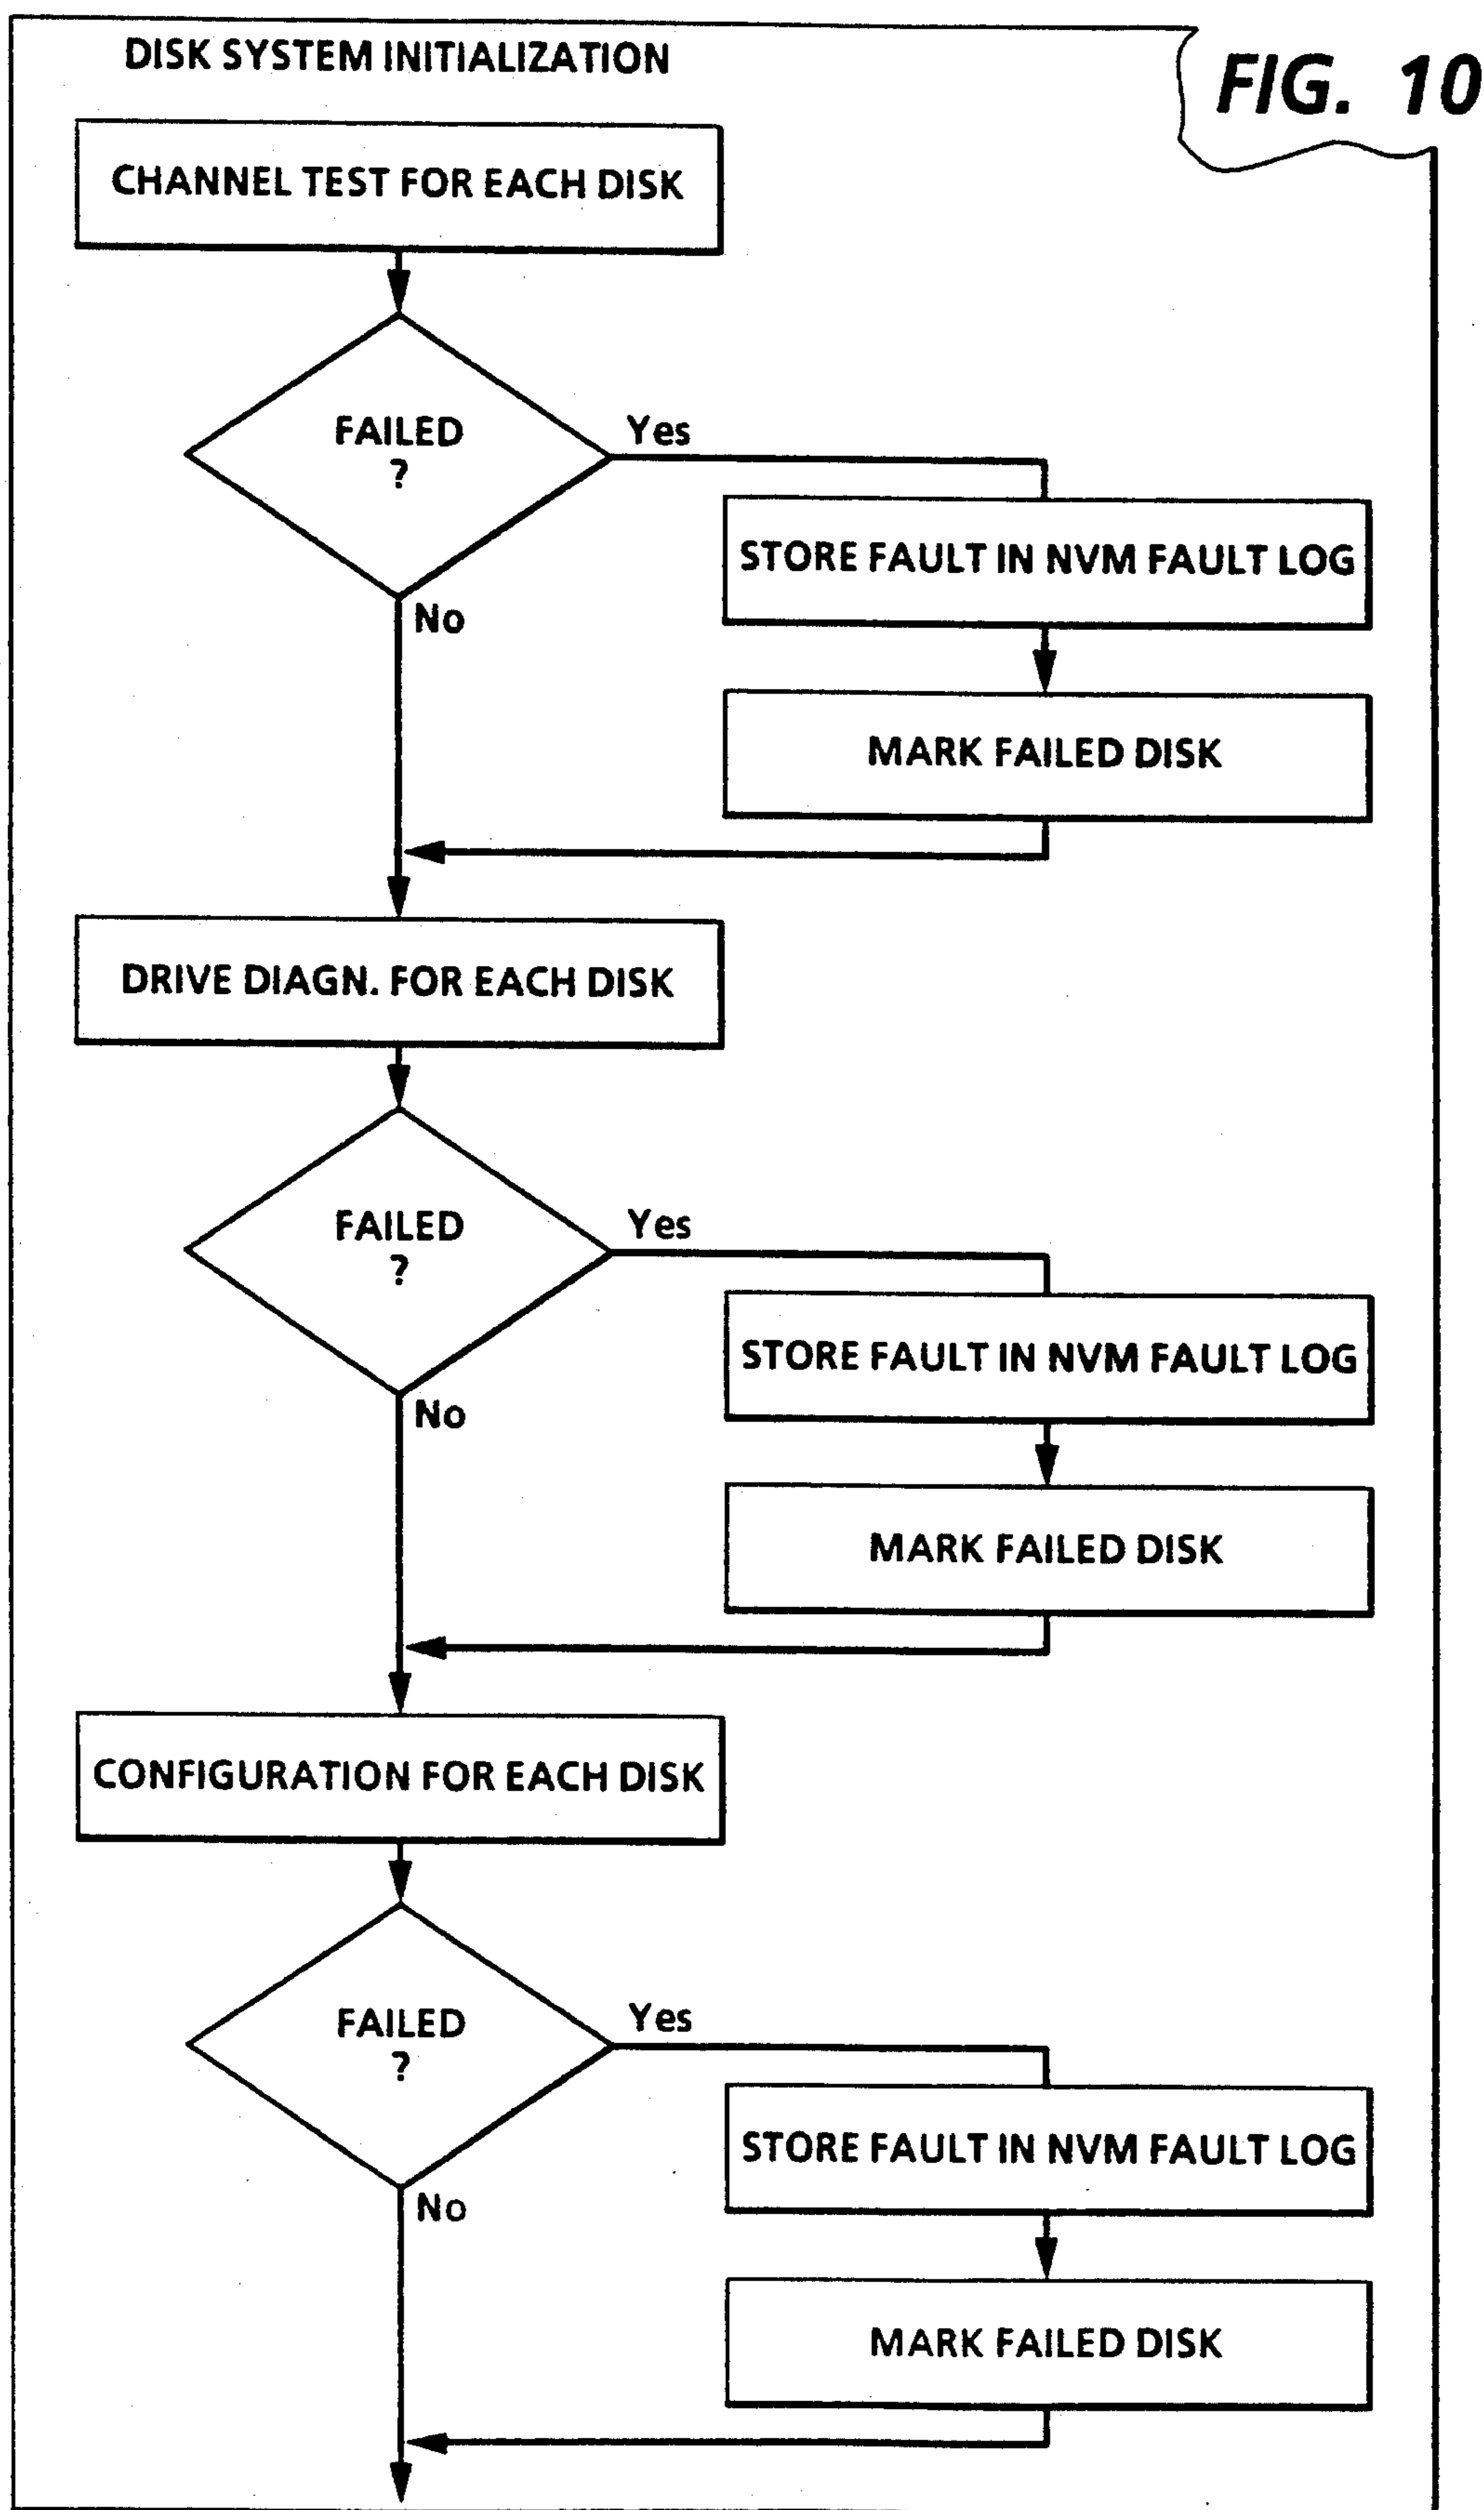 DISK SYSTEM INITIALIZATION
FIG. 10
CHANNEL TEST FOR EACH DISK
FAILED
?
Yes
No
STORE FAULT IN NVM FAULT LOG
MARK FAILED DISK
DRIVE DIAGN. FOR EACH DISK
FAILED
?
Yes
No
STORE FAULT IN NVM FAULT LOG
MARK FAILED DISK
CONFIGURATION FOR EACH DISK
FAILED
?
Yes
No
STORE FAULT IN NVM FAULT LOG
MARK FAILED DISK